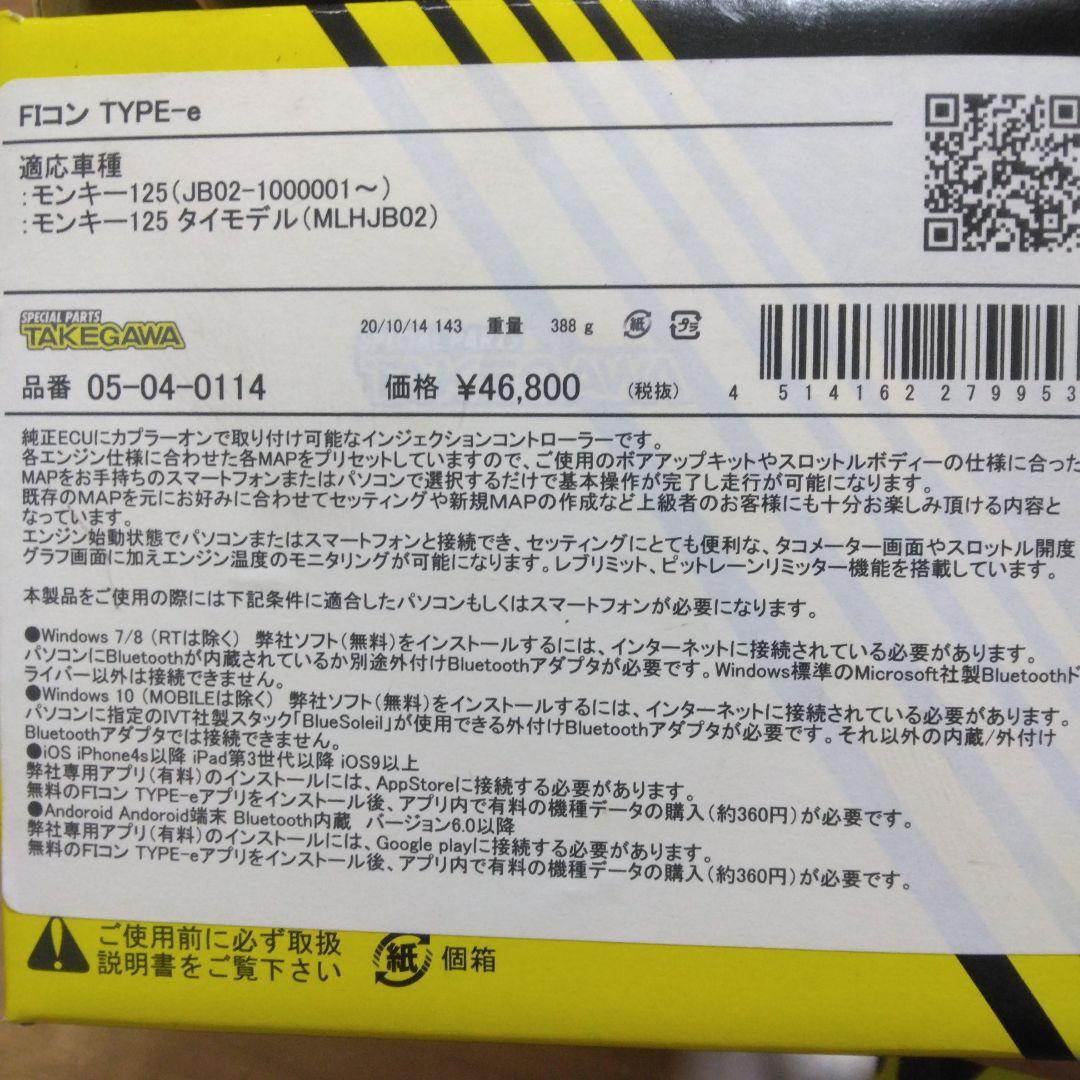 FIコン TYPE-e
適応車種
:モンキー125(JB02-1000001～)
:モンキー125 タイモデル(MLHJB02)
SPECIAL PARTS
TAKEGAWA
20/10/14 143 重量 388 g 紙 プラ
品番 05-04-0114 価格 ¥46,800 (税抜)
4 514162 279953
純正ECUにカプラーオンで取り付け可能なインジェクションコントローラーです。
各エンジン仕様に合わせた各MAPをプリセットしていますので、ご使用のボアアップキットやスロットルボディーの仕様に合った
MAPをお手持ちのスマートフォンまたはパソコンで選択するだけで基本操作が完了し走行が可能になります。
既存のMAPを元にお好みに合わせてセッティングや新規MAPの作成など上級者のお客様にも十分お楽しみ頂ける内容と
なっています。
エンジン始動状態でパソコンまたはスマートフォンと接続でき、セッティングにとても便利な、タコメーター画面やスロットル開度
グラフ画面に加えエンジン温度のモニタリングが可能になります。レブリミット、ピットレーンリミッター機能を搭載しています。
本製品をご使用の際には下記条件に適合したパソコンもしくはスマートフォンが必要になります。
●Windows 7/8 (RTは除く) 弊社ソフト(無料)をインストールするには、インターネットに接続されている必要があります。
パソコンにBluetoothが内蔵されているか別途外付けBluetoothアダプタが必要です。Windows標準のMicrosoft社製Bluetoothド
ライバー以外は接続できません。
●Windows 10 (MOBILEは除く) 弊社ソフト(無料)をインストールするには、インターネットに接続されている必要があります。
パソコンに指定のIVT社製スタック「BlueSoleil」が使用できる外付けBluetoothアダプタが必要です。それ以外の内蔵/外付け
Bluetoothアダプタでは接続できません。
●iOS iPhone4s以降 iPad第3世代以降 iOS9以上
弊社専用アプリ(有料)のインストールには、AppStoreに接続する必要があります。
無料のFIコン TYPE-eアプリをインストール後、アプリ内で有料の機種データの購入(約360円)が必要です。
●Andoroid Andoroid端末 Bluetooth内蔵 バージョン6.0以降
弊社専用アプリ(有料)のインストールには、Google playに接続する必要があります。
無料のFIコン TYPE-eアプリをインストール後、アプリ内で有料の機種データの購入(約360円)が必要です。
ご使用前に必ず取扱
説明書をご覧下さい
紙 個箱